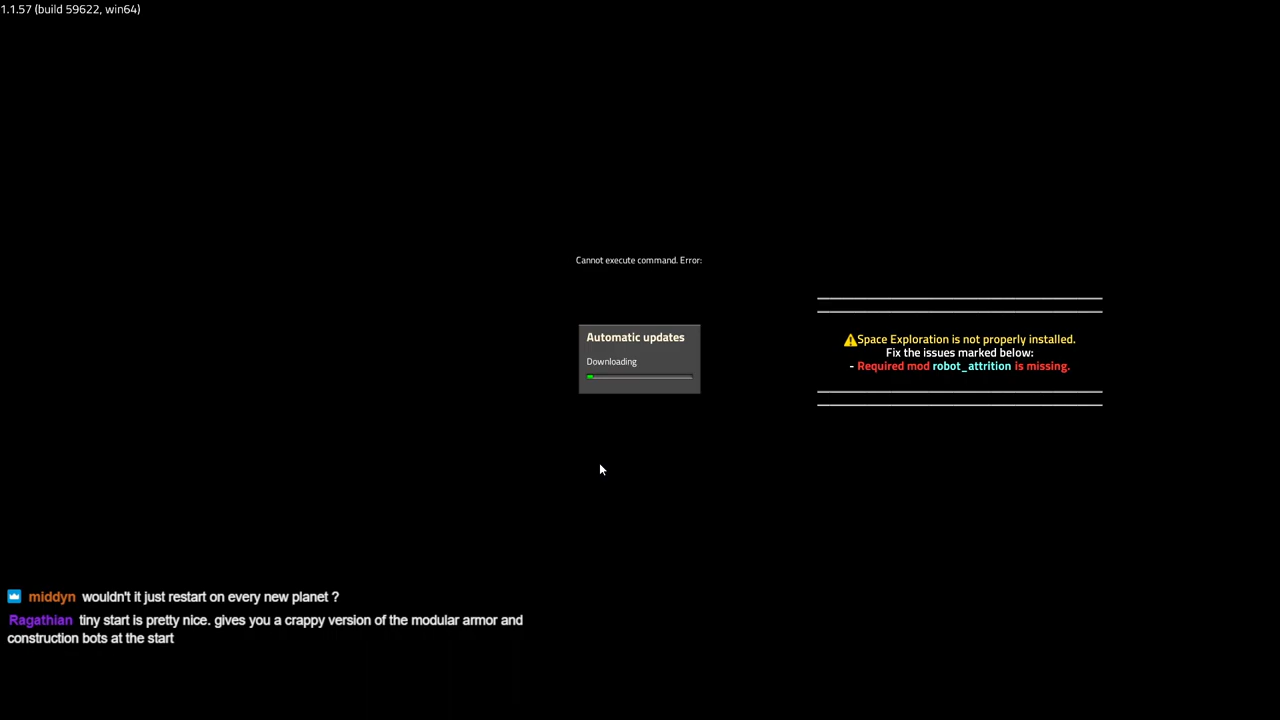 1.1.57 (build 59622, win64)
Cannot execute command. Error:
Automatic updates
Downloading
⚠Space Exploration is not properly installed.
Fix the issues marked below:
- Required mod robot_attrition is missing.
middyn wouldn't it just restart on every new planet ?
Ragathian tiny start is pretty nice. gives you a crappy version of the modular armor and
construction bots at the start